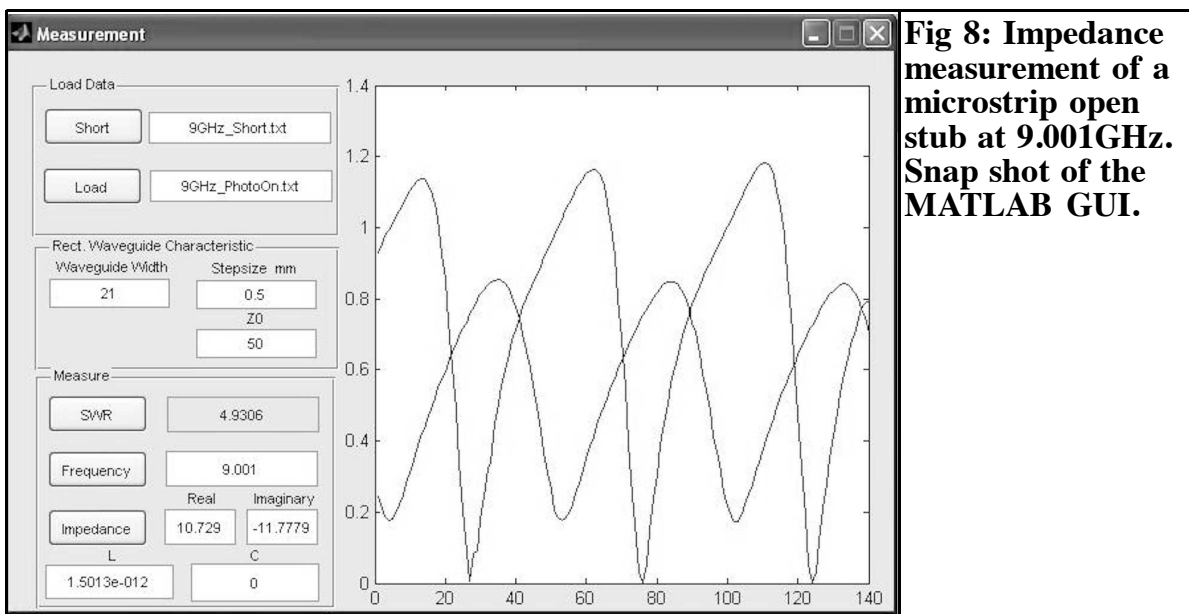 Measurement
Load Data
Short
9GHz_Short.txt
Load
9GHz_PhotoOn.txt
Rect. Waveguide Characteristic
Waveguide Width
Stepsize mm
21
0.5
Z0
50
Measure
SWR
4.9306
Frequency
9.001
Real
Imaginary
Impedance
10.729
-11.7779
L
C
1.5013e-012
0
1.4
1.2
1
0.8
0.6
0.4
0.2
0
0 20 40 60 80 100 120 140
Fig 8: Impedance
measurement of a
microstrip open
stub at 9.001GHz.
Snap shot of the
MATLAB GUI.